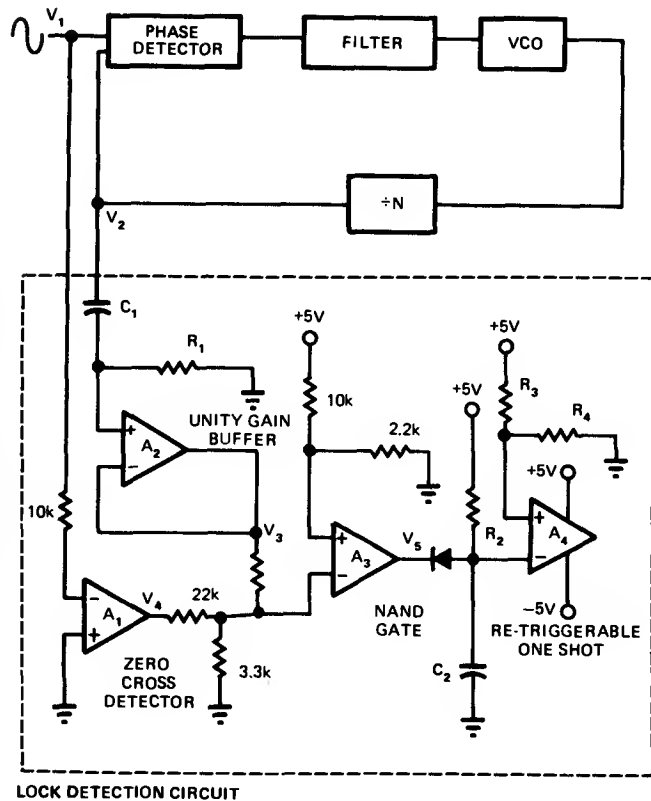 V1
PHASE
DETECTOR
FILTER
VCO
÷N
V2
C1
R1
+5V
10k
2.2k
+5V
R3
R4
+5V
+
A2
−
UNITY GAIN
BUFFER
V3
10k
−
A1
+
V4
22k
3.3k
ZERO
CROSS
DETECTOR
+
A3
−
V5
NAND
GATE
+5V
R2
C2
+
A4
−
−5V
RE-TRIGGERABLE
ONE SHOT
LOCK DETECTION CIRCUIT